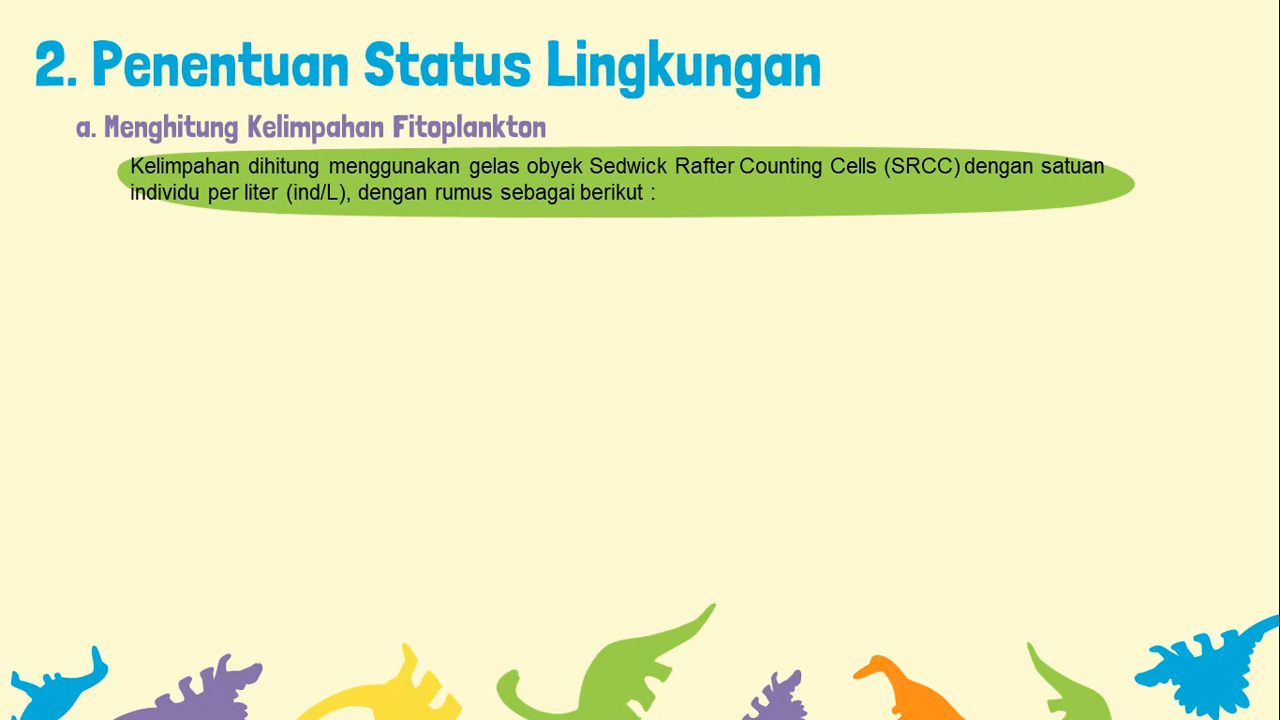 2. Penentuan Status Lingkungan
a. Menghitung Kelimpahan Fitoplankton
Kelimpahan dihitung menggunakan gelas obyek Sedwick Rafter Counting Cells (SRCC) dengan satuan
individu per liter (ind/L), dengan rumus sebagai berikut :